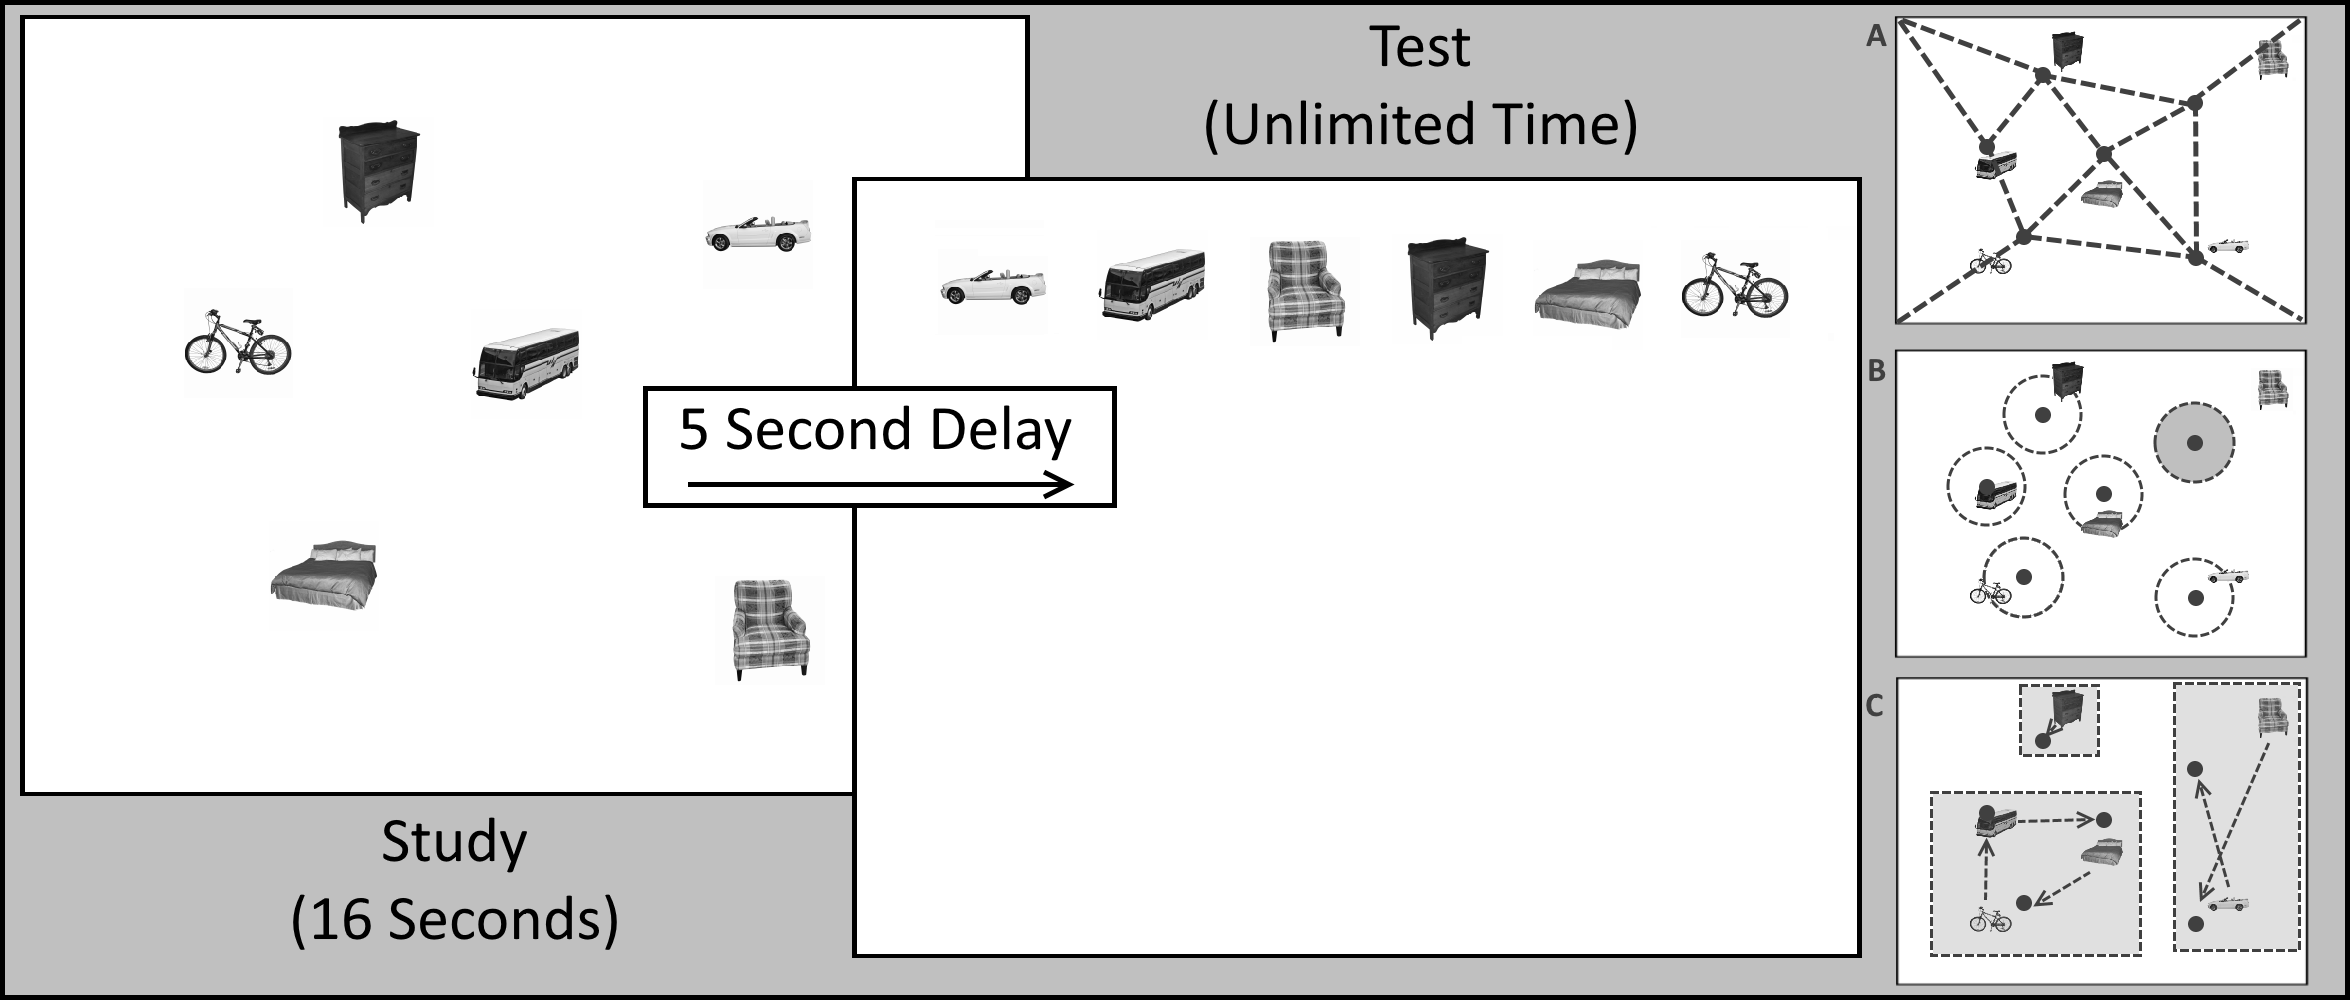 Test
(Unlimited Time)
5 Second Delay
Study
(16 Seconds)
A
B
C